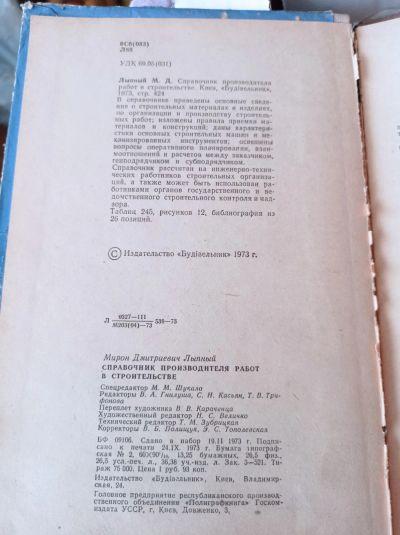 6С6(083)
Л88
УДК 69.05(031)
Лыпный М. Д. Справочник производителя
работ в строительстве. Киев, «Будівельник»,
1973, стр. 424
В справочнике приведены основные сведе-
ния о строительных материалах и изделиях,
по организации и производству строитель-
ных работ; изложены правила приемки ма-
териалов и конструкций; даны характери-
стики основных строительных машин и ме-
ханизированных инструментов; освещены
вопросы оперативного планирования, взаи-
моотношений и расчетов между заказчиком,
генподрядчиком и субподрядчиком.
Справочник рассчитан на инженерно-техни-
ческих работников строительных организа-
ций, а также может быть использован ра-
ботниками органов государственного и ве-
домственного строительного контроля и над-
зора.
Таблиц 245, рисунков 12, библиография из
26 позиций.
© Издательство «Будівельник» 1973 г.
Л 0327—111
М203(04)—73 530—73
Мирон Дмитриевич Лыпный
СПРАВОЧНИК ПРОИЗВОДИТЕЛЯ РАБОТ
В СТРОИТЕЛЬСТВЕ
Спецредактор М. М. Шукало
Редакторы В. А. Гнилуша, С. Н. Касьян, Т. В. Три-
фонова
Переплет художника В. В. Караченца
Художественный редактор Н. С. Величко
Технический редактор Т. М. Зубрицкая
Корректоры В. Б. Полищук, Э. С. Тополевская
БФ 09106. Сдано в набор 19.11 1973 г. Подпи-
сано к печати 24.IX. 1973 г. Бумага типограф-
ская № 2, 60×90¹/₁₆, 13,25 бумажных, 26,5 физ.,
26,5 усл.-печ. л., 36,38 уч.-изд. л. Зак. 3—521. Ти-
раж 75 000. Цена 1 руб. 93 коп.
Издательство «Будівельник», Киев, Владимир-
ская, 24.
Головное предприятие республиканского производст-
венного объединения «Полиграфкнига» Госком-
издата УССР, г. Киев, Довженко, 3.